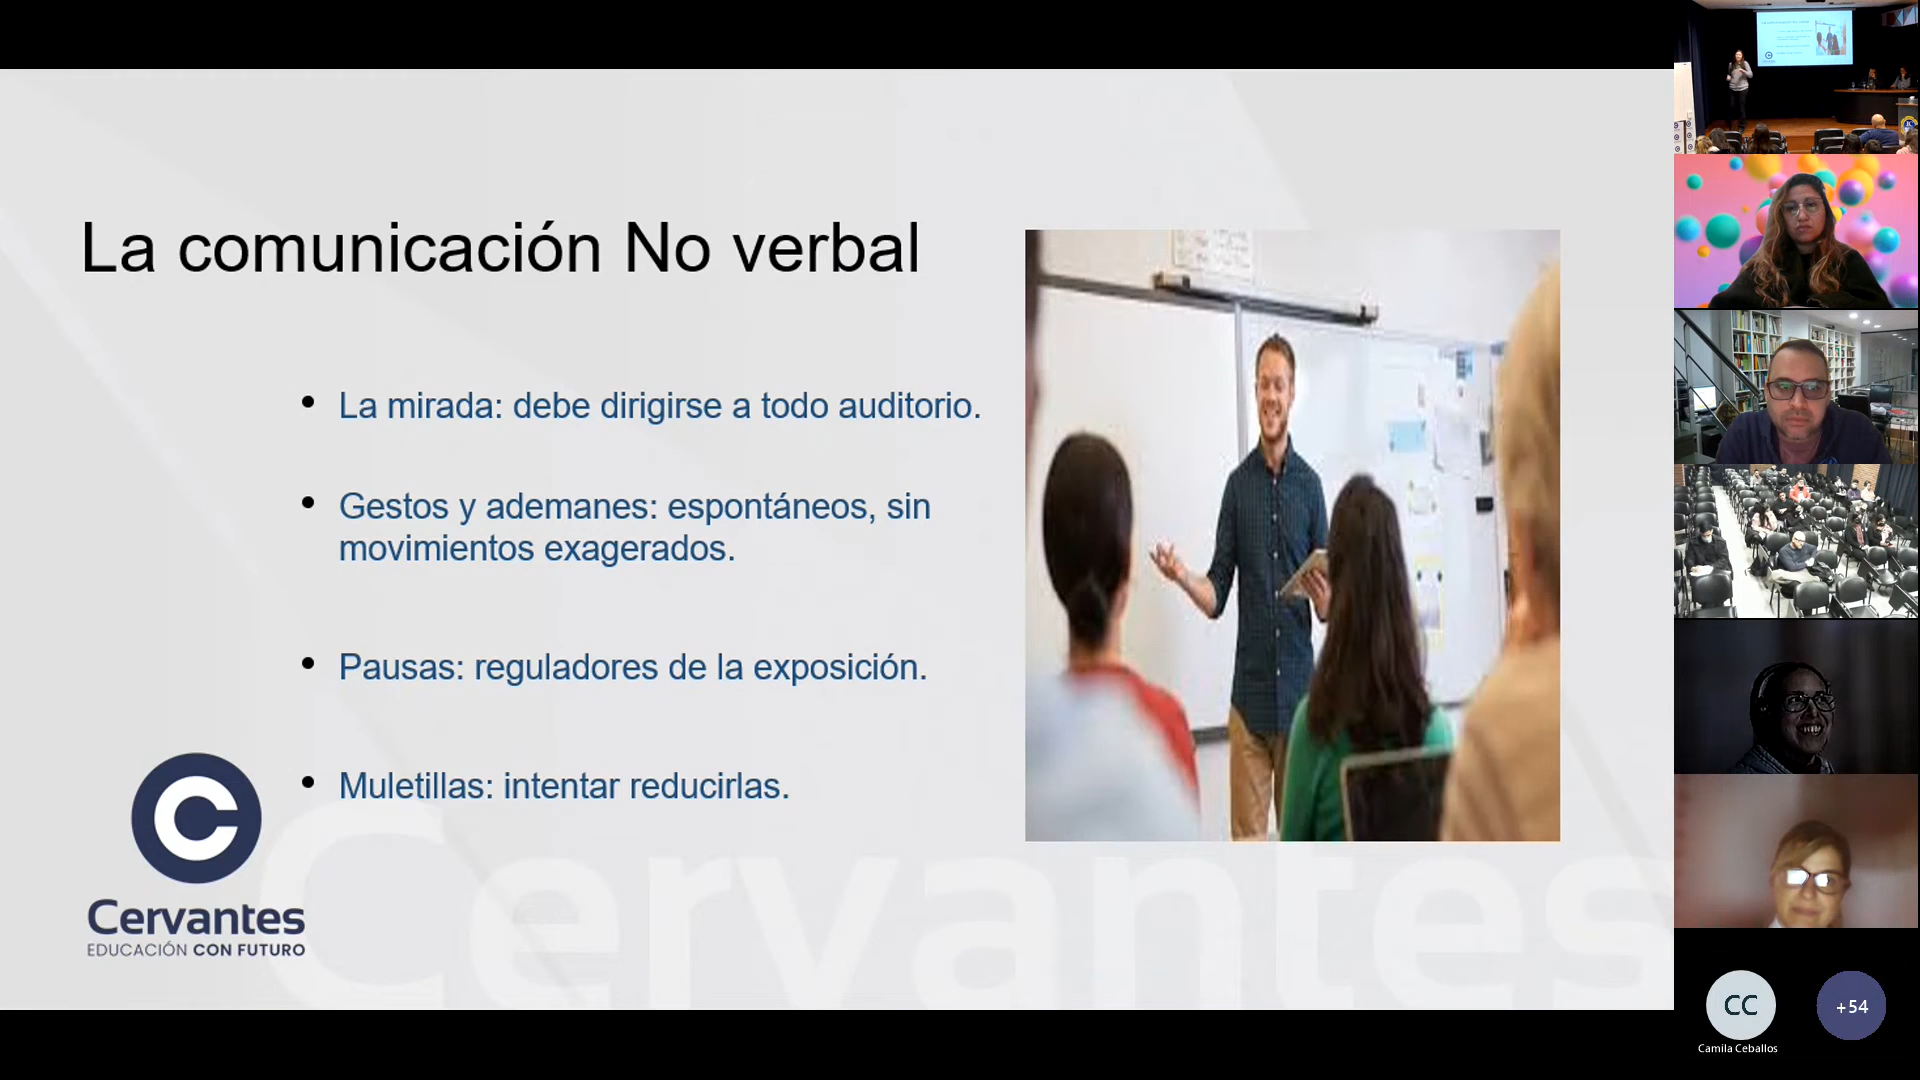 La comunicación No verbal
• La mirada: debe dirigirse a todo auditorio.
• Gestos y ademanes: espontáneos, sin
movimientos exagerados.
• Pausas: reguladores de la exposición.
• Muletillas: intentar reducirlas.
Cervantes
EDUCACIÓN CON FUTURO
Cervantes
CC
Camila Ceballos
+54